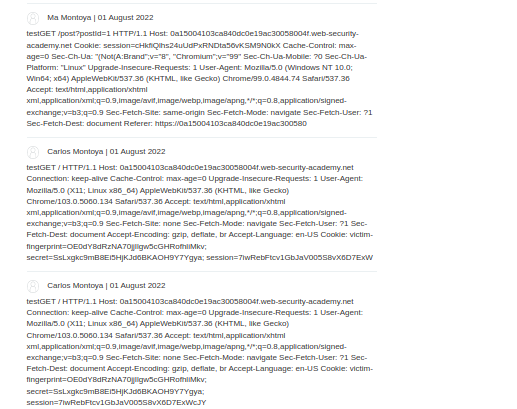 Ma Montoya | 01 August 2022
testGET /post?postId=1 HTTP/1.1 Host: 0a15004103ca840dc0e19ac30058004f.web-security-
academy.net Cookie: session=cHkfiQlhs24uUdPxRNDta56vKSM9N0kX Cache-Control: max-
age=0 Sec-Ch-Ua: "(Not(A:Brand";v="8", "Chromium";v="99" Sec-Ch-Ua-Mobile: ?0 Sec-Ch-Ua-
Platform: "Linux" Upgrade-Insecure-Requests: 1 User-Agent: Mozilla/5.0 (Windows NT 10.0;
Win64; x64) AppleWebKit/537.36 (KHTML, like Gecko) Chrome/99.0.4844.74 Safari/537.36
Accept: text/html,application/xhtml
xml,application/xml;q=0.9,image/avif,image/webp,image/apng,*/*;q=0.8,application/signed-
exchange;v=b3;q=0.9 Sec-Fetch-Site: same-origin Sec-Fetch-Mode: navigate Sec-Fetch-User: ?1
Sec-Fetch-Dest: document Referer: https://0a15004103ca840dc0e19ac300580
Carlos Montoya | 01 August 2022
testGET / HTTP/1.1 Host: 0a15004103ca840dc0e19ac30058004f.web-security-academy.net
Connection: keep-alive Cache-Control: max-age=0 Upgrade-Insecure-Requests: 1 User-Agent:
Mozilla/5.0 (X11; Linux x86_64) AppleWebKit/537.36 (KHTML, like Gecko)
Chrome/103.0.5060.134 Safari/537.36 Accept: text/html,application/xhtml
xml,application/xml;q=0.9,image/avif,image/webp,image/apng,*/*;q=0.8,application/signed-
exchange;v=b3;q=0.9 Sec-Fetch-Site: none Sec-Fetch-Mode: navigate Sec-Fetch-User: ?1 Sec-
Fetch-Dest: document Accept-Encoding: gzip, deflate, br Accept-Language: en-US Cookie: victim-
fingerprint=OE0dY8dRzNA70jjIlgw5cGHRofhiIMkv;
secret=SsLxgkc9mB8Ei5HjKJd6BKAOH9Y7Ygya; session=7iwRebFtcv1GbJaV005S8vX6D7ExW
Carlos Montoya | 01 August 2022
testGET / HTTP/1.1 Host: 0a15004103ca840dc0e19ac30058004f.web-security-academy.net
Connection: keep-alive Cache-Control: max-age=0 Upgrade-Insecure-Requests: 1 User-Agent:
Mozilla/5.0 (X11; Linux x86_64) AppleWebKit/537.36 (KHTML, like Gecko)
Chrome/103.0.5060.134 Safari/537.36 Accept: text/html,application/xhtml
xml,application/xml;q=0.9,image/avif,image/webp,image/apng,*/*;q=0.8,application/signed-
exchange;v=b3;q=0.9 Sec-Fetch-Site: none Sec-Fetch-Mode: navigate Sec-Fetch-User: ?1 Sec-
Fetch-Dest: document Accept-Encoding: gzip, deflate, br Accept-Language: en-US Cookie: victim-
fingerprint=OE0dY8dRzNA70jjIlgw5cGHRofhiIMkv;
secret=SsLxgkc9mB8Ei5HjKJd6BKAOH9Y7Ygya;
session=7iwRebFtcv1GbJaV005S8vX6D7ExWcJY